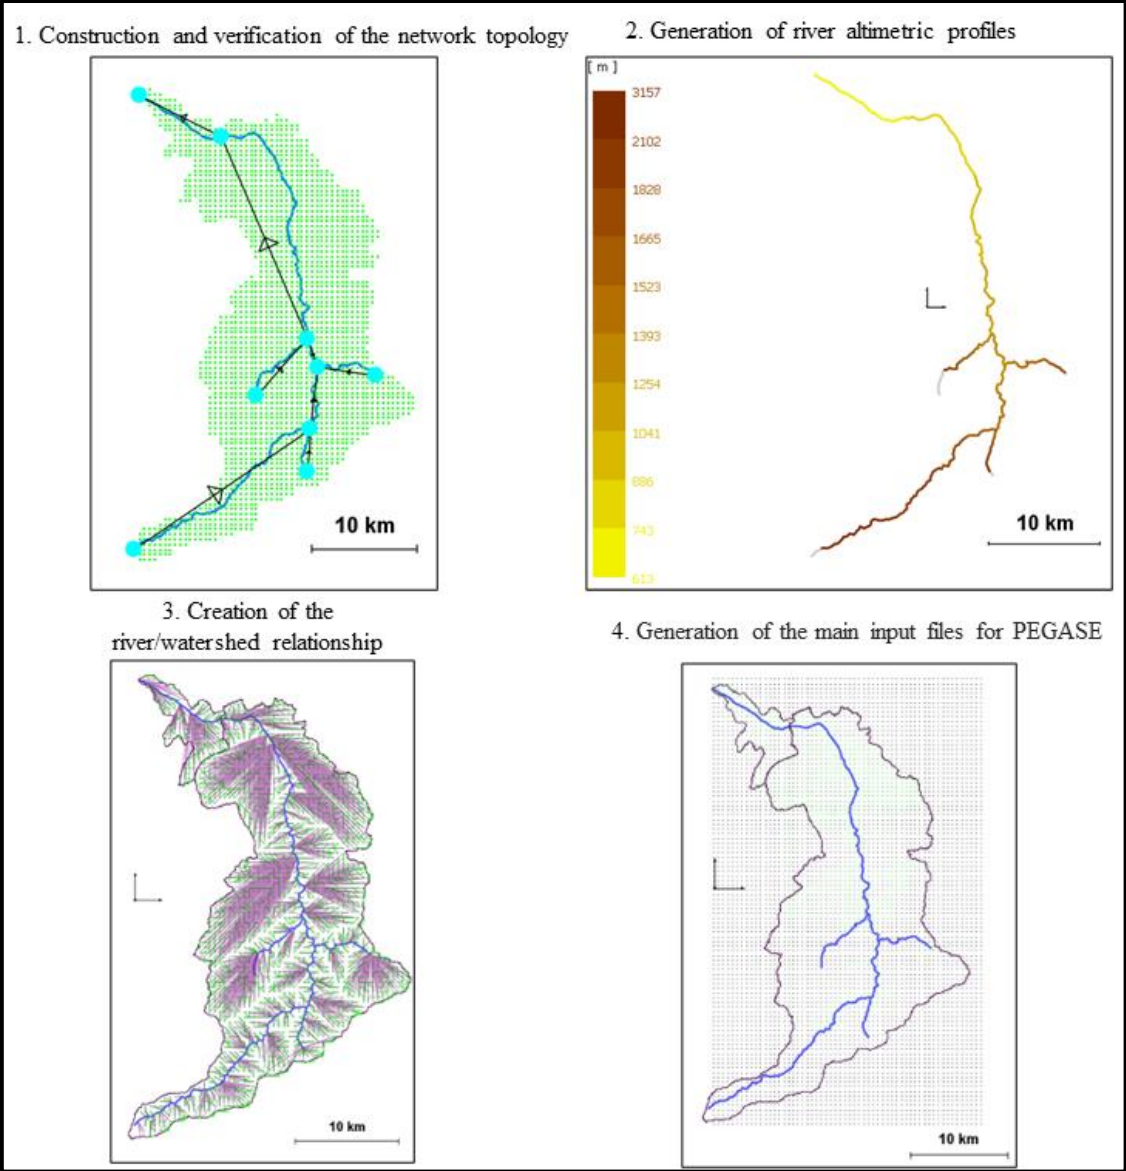 1. Construction and verification of the network topology
2. Generation of river altimetric profiles
10 km
[ m ]
3157
2102
1828
1665
1523
1393
1254
1041
886
743
613
10 km
3. Creation of the
river/watershed relationship
4. Generation of the main input files for PEGASE
10 km
10 km